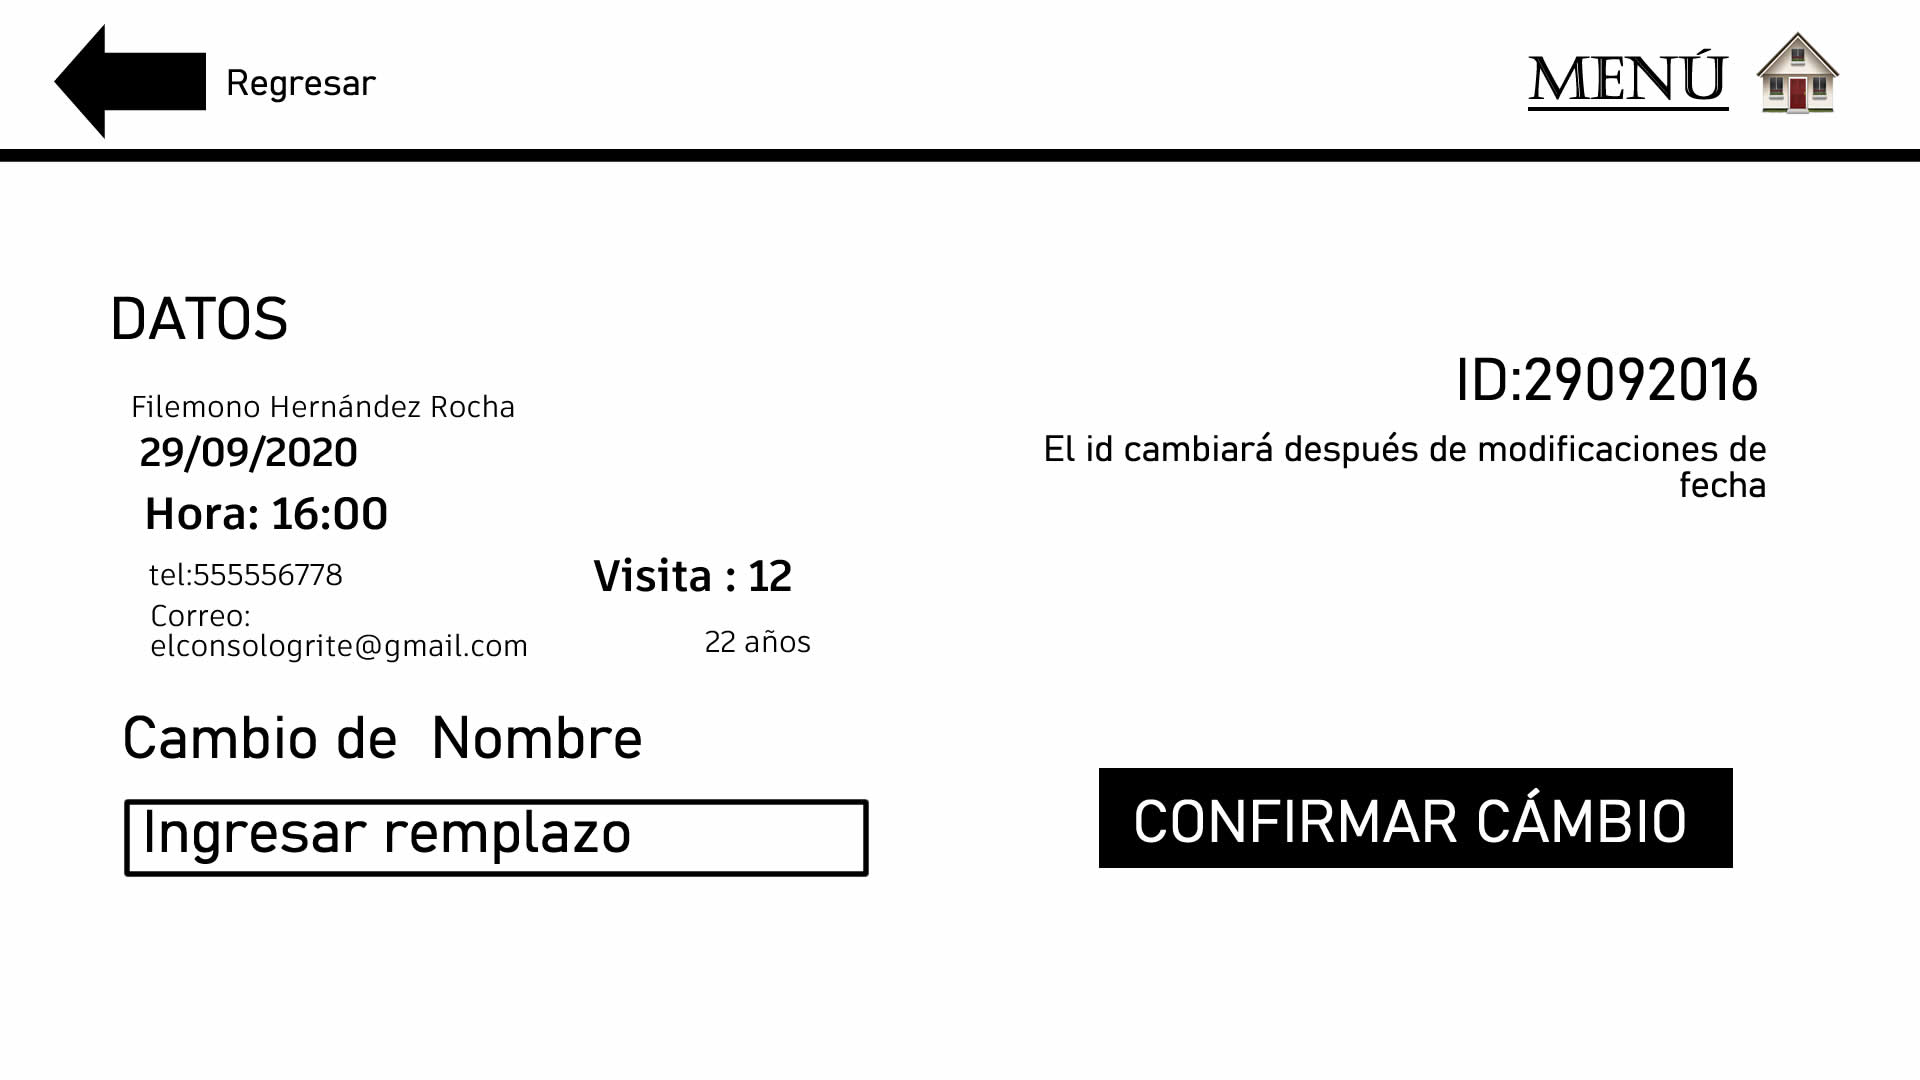 Regresar
MENÚ
DATOS
Filemono Hernández Rocha
29/09/2020
Hora: 16:00
tel:555556778
Correo:
elconsologrite@gmail.com
Visita : 12
22 años
ID:29092016
El id cambiará después de modificaciones de
fecha
Cambio de  Nombre
Ingresar remplazo
CONFIRMAR CÁMBIO